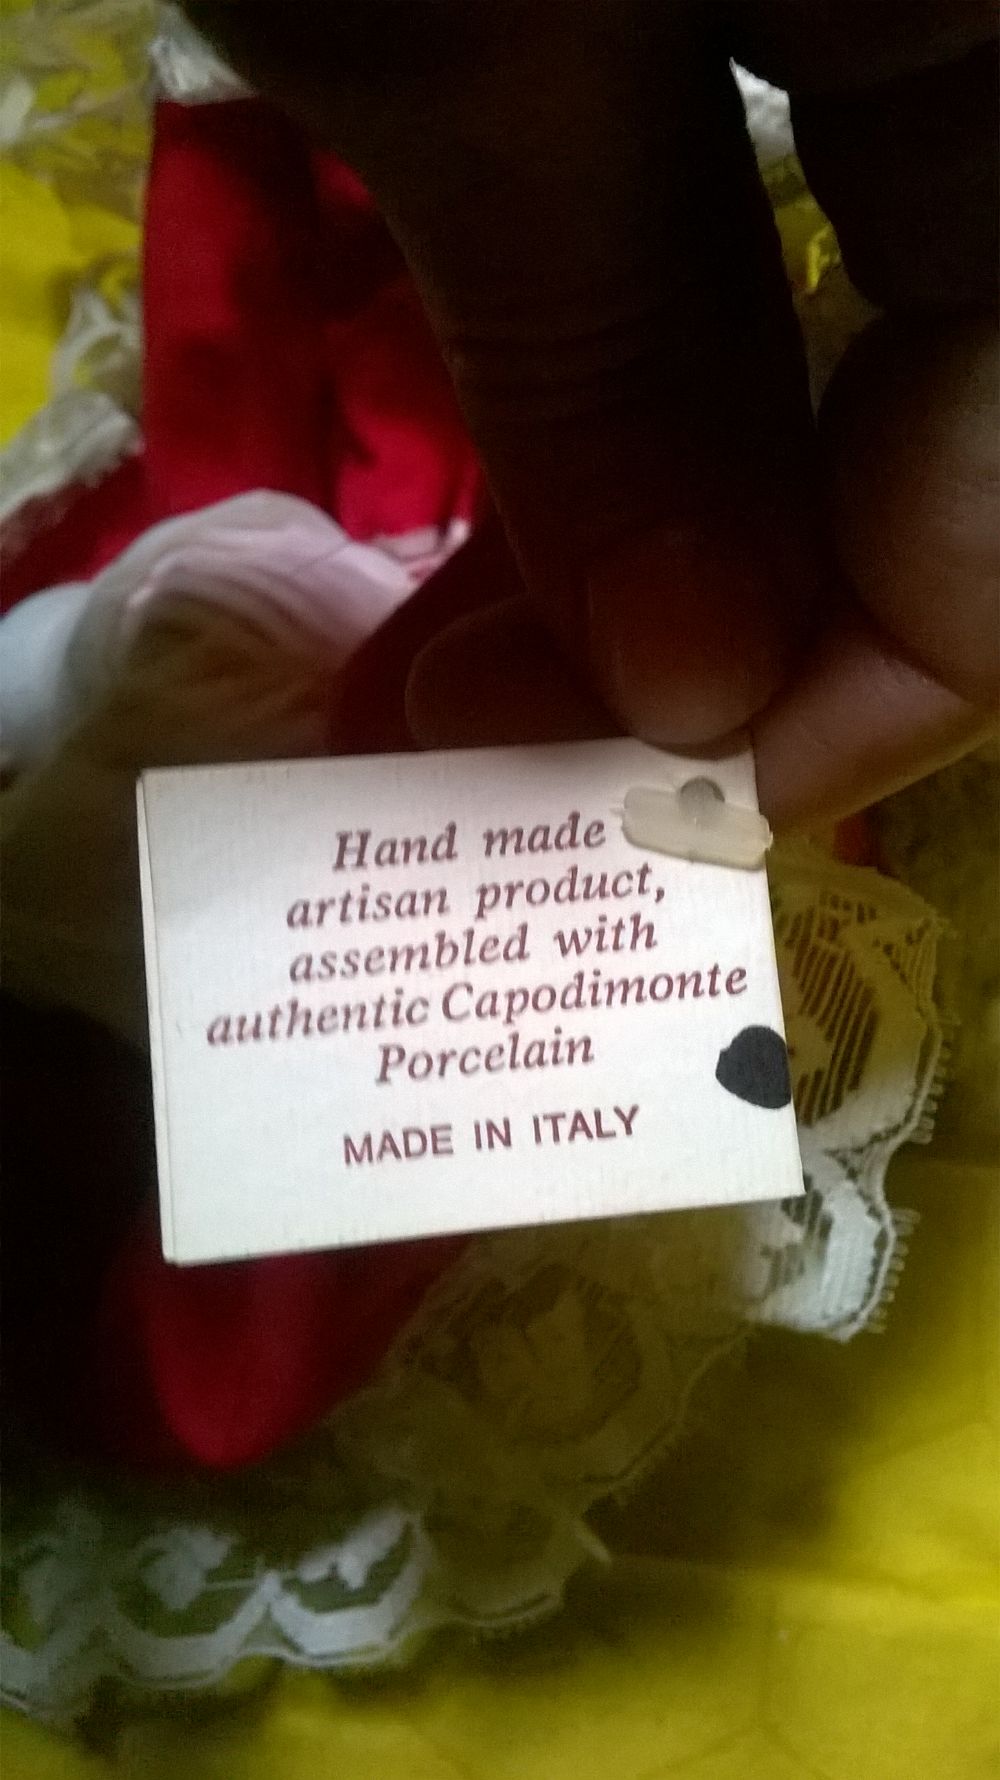 Hand made
artisan product,
assembled with
authentic Capodimonte
Porcelain
MADE IN ITALY